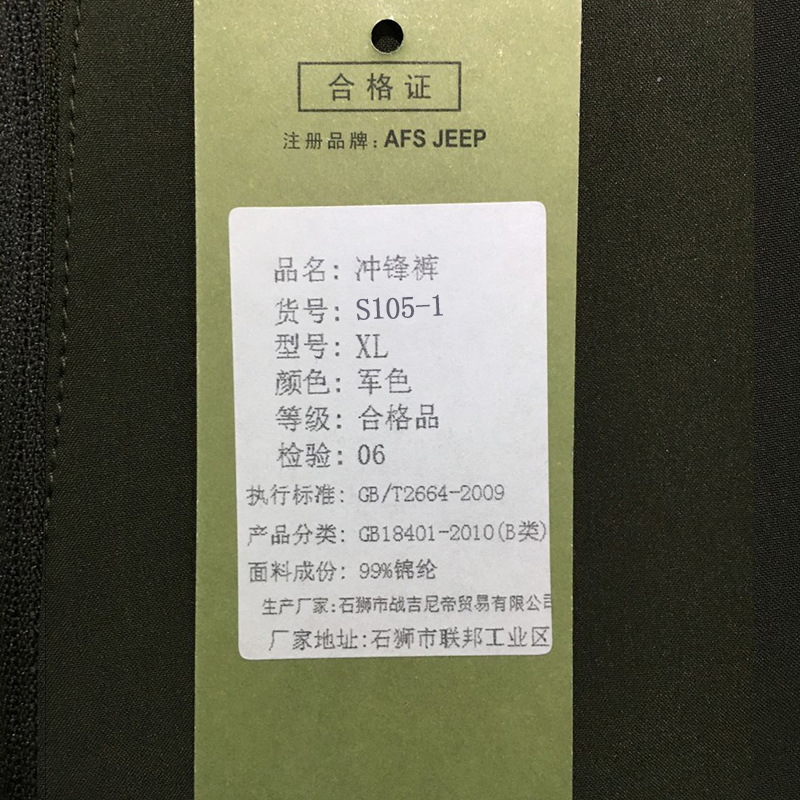 合格证
注册品牌：AFS JEEP
品名：冲锋裤
货号：S105-1
型号：XL
颜色：军色
等级：合格品
检验：06
执行标准：GB/T2664-2009
产品分类：GB18401-2010(B类)
面料成份：99%锦纶
生产厂家：石狮市战吉尼帝贸易有限公司
厂家地址：石狮市联邦工业区